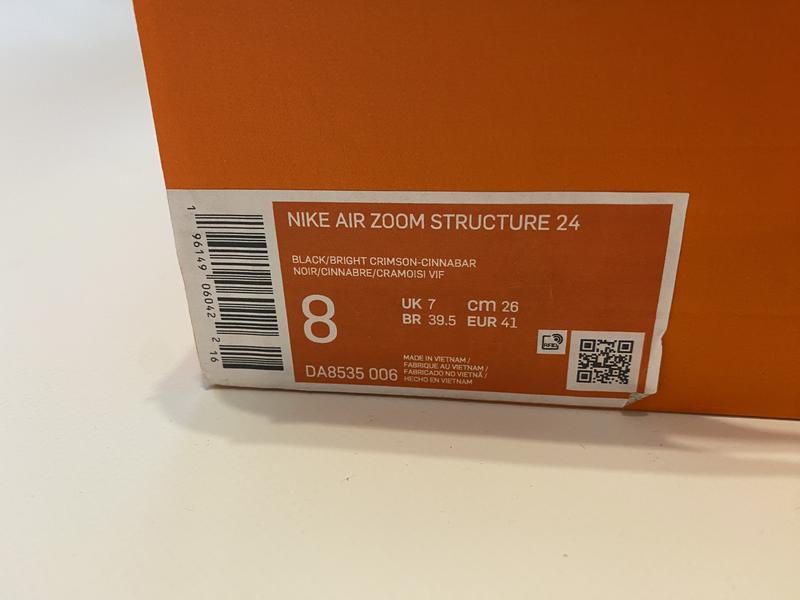 NIKE AIR ZOOM STRUCTURE 24
BLACK/BRIGHT CRIMSON-CINNABAR
NOIR/CINNABRE/CRAMOISI VIF
8
UK 7 cm 26
BR 39.5 EUR 41
DA8535 006
MADE IN VIETNAM /
FABRIQUE AU VIETNAM /
FABRICADO NO VIETNÃ /
HECHO EN VIETNAM
RFID
1 96149 06042 2 16